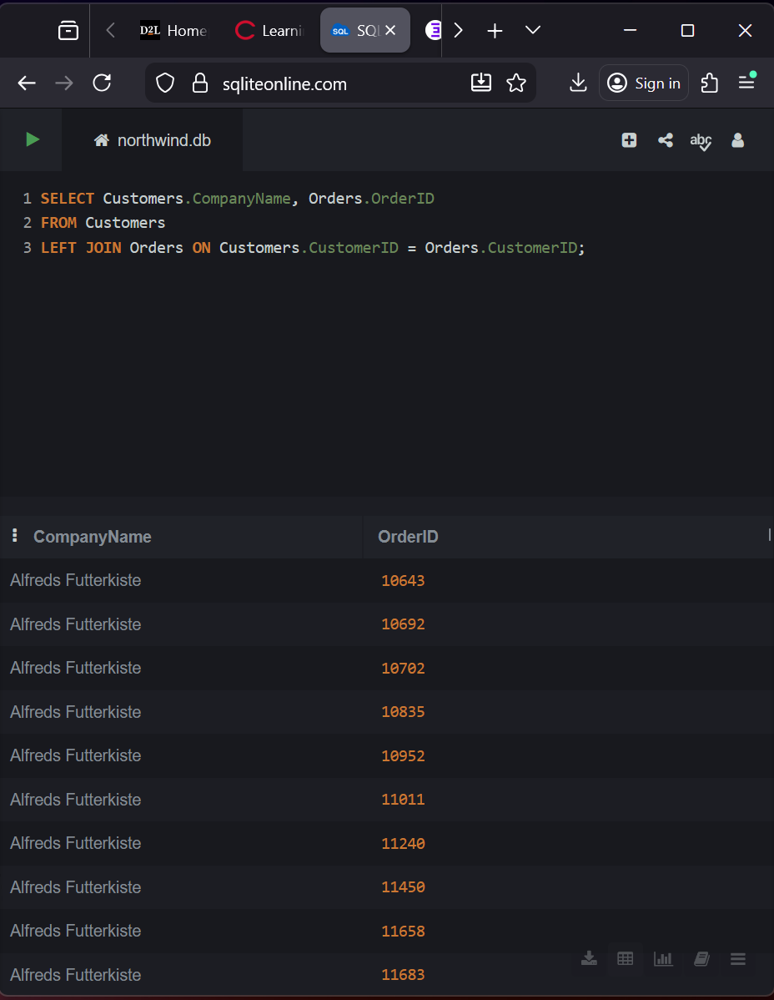 D2L Home
Learni
SQL SQL
sqliteonline.com
Sign in
northwind.db
abc
1 SELECT Customers.CompanyName, Orders.OrderID
2 FROM Customers
3 LEFT JOIN Orders ON Customers.CustomerID = Orders.CustomerID;
CompanyName OrderID
Alfreds Futterkiste 10643
Alfreds Futterkiste 10692
Alfreds Futterkiste 10702
Alfreds Futterkiste 10835
Alfreds Futterkiste 10952
Alfreds Futterkiste 11011
Alfreds Futterkiste 11240
Alfreds Futterkiste 11450
Alfreds Futterkiste 11658
Alfreds Futterkiste 11683